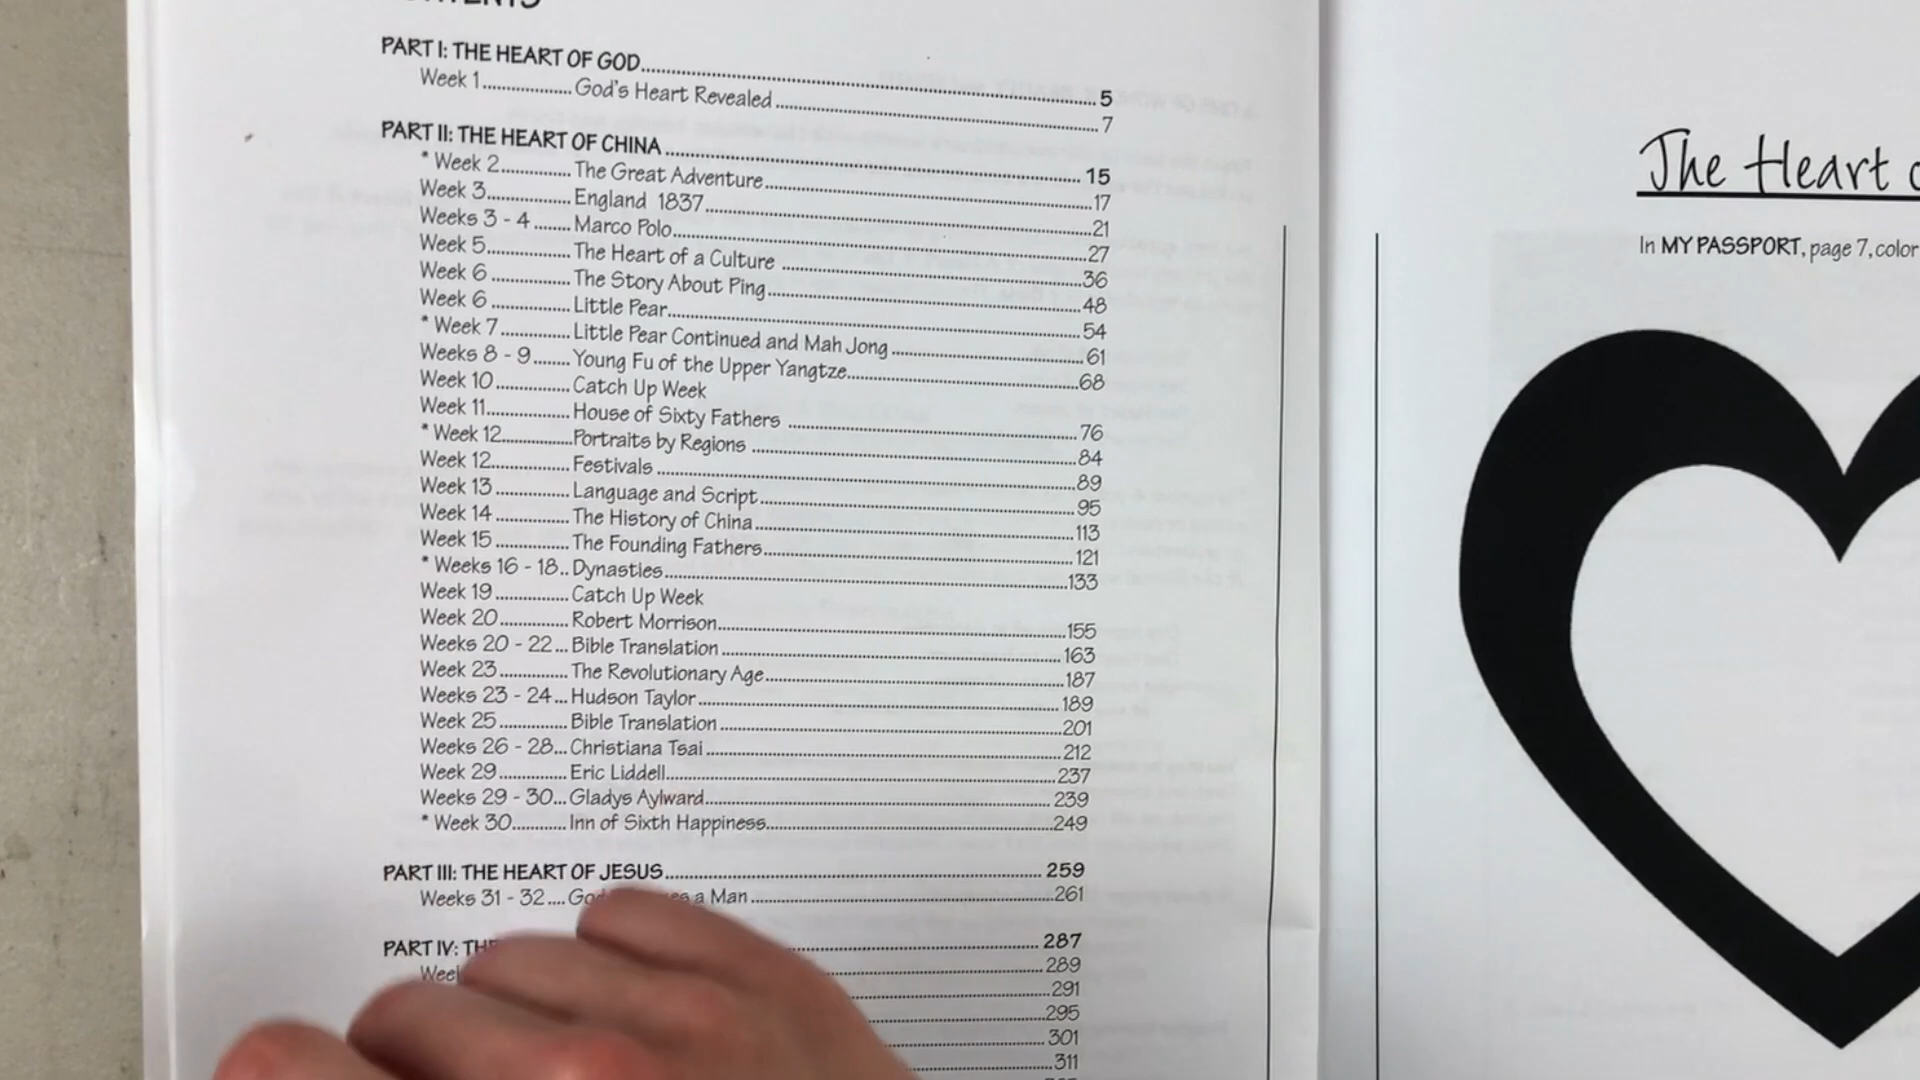 PART I: THE HEART OF GOD 5
Week 1 God's Heart Revealed 7
PART II: THE HEART OF CHINA 15
* Week 2 The Great Adventure 17
Week 3 England 1837 21
Weeks 3 - 4 Marco Polo 27
Week 5 The Heart of a Culture 36
Week 6 The Story About Ping 48
Week 6 Little Pear 54
* Week 7 Little Pear Continued and Mah Jong 61
Weeks 8 - 9 Young Fu of the Upper Yangtze 68
Week 10 Catch Up Week
Week 11 House of Sixty Fathers 76
* Week 12 Portraits by Regions 84
Week 12 Festivals 89
Week 13 Language and Script 95
Week 14 The History of China 113
Week 15 The Founding Fathers 121
* Weeks 16 - 18 Dynasties 133
Week 19 Catch Up Week
Week 20 Robert Morrison 155
Weeks 20 - 22 Bible Translation 163
Week 23 The Revolutionary Age 187
Weeks 23 - 24 Hudson Taylor 189
Week 25 Bible Translation 201
Weeks 26 - 28 Christiana Tsai 212
Week 29 Eric Liddell 237
Weeks 29 - 30 Gladys Aylward 239
* Week 30 Inn of Sixth Happiness 249
PART III: THE HEART OF JESUS 259
Weeks 31 - 32 a Man 261
PART IV: 287
289
291
295
301
311
The Heart
In MY PASSPORT, page 7, color